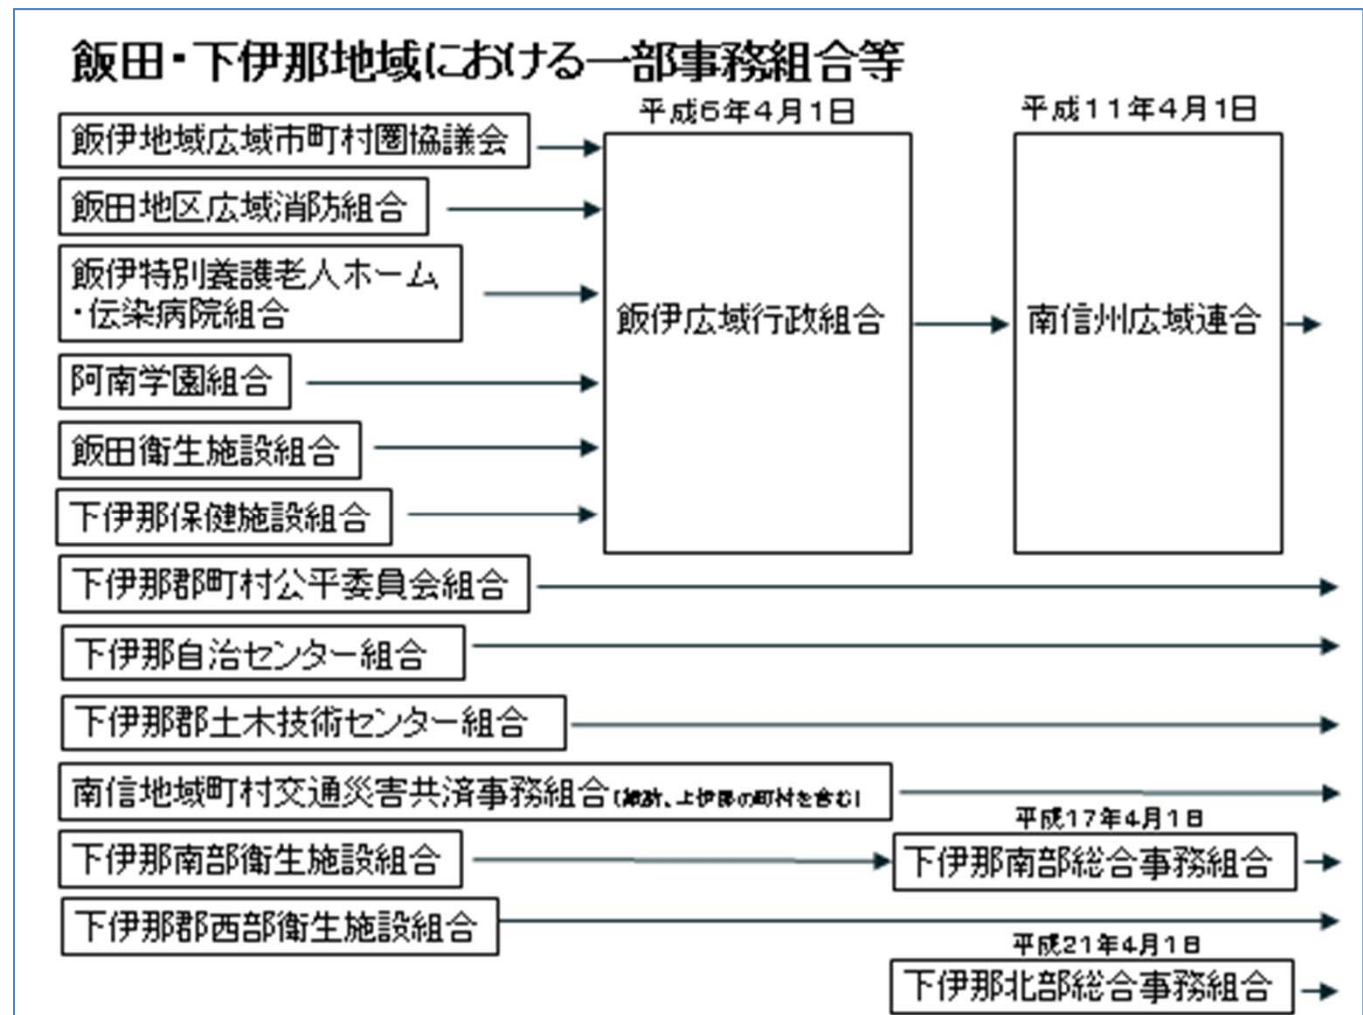 飯田・下伊那地域における一部事務組合等
平成6年4月1日
平成11年4月1日
飯伊地域広域市町村圏協議会
飯田地区広域消防組合
飯伊特別養護老人ホーム
・伝染病院組合
阿南学園組合
飯田衛生施設組合
下伊那保健施設組合
飯伊広域行政組合
南信州広域連合
下伊那郡町村公平委員会組合
下伊那自治センター組合
下伊那郡土木技術センター組合
南信地域町村交通災害共済事務組合(諏訪、上伊那の町村を含む)
平成17年4月1日
下伊那南部衛生施設組合
下伊那南部総合事務組合
下伊那郡西部衛生施設組合
平成21年4月1日
下伊那北部総合事務組合